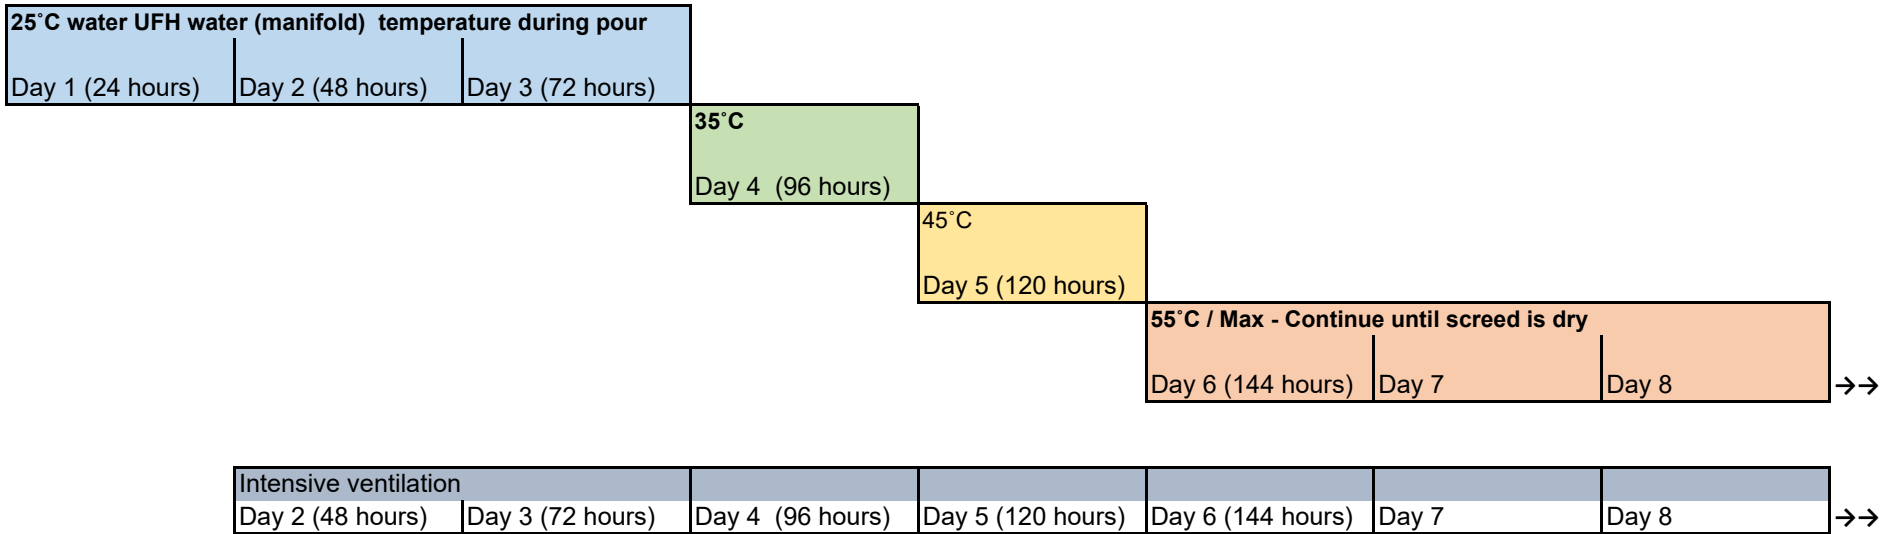 25˚C water UFH water (manifold)  temperature during pour
Day 1 (24 hours) Day 2 (48 hours) Day 3 (72 hours)
35˚C
Day 4  (96 hours)
45˚C
Day 5 (120 hours)
55˚C / Max - Continue until screed is dry
Day 6 (144 hours) Day 7 Day 8 →→
Intensive ventilation
Day 2 (48 hours) Day 3 (72 hours) Day 4  (96 hours) Day 5 (120 hours) Day 6 (144 hours) Day 7 Day 8 →→